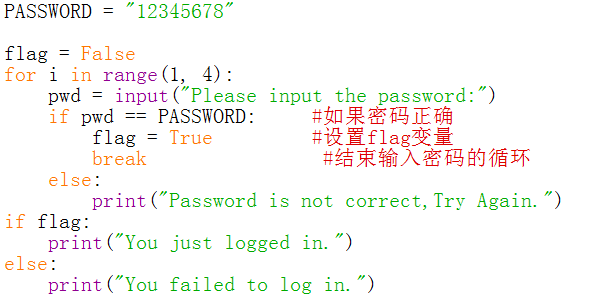 PASSWORD = "12345678"
flag = False
for i in range(1, 4):
    pwd = input("Please input the password:")
    if pwd == PASSWORD:     #如果密码正确
        flag = True         #设置flag变量
        break                #结束输入密码的循环
    else:
        print("Password is not correct,Try Again.")
if flag:
    print("You just logged in.")
else:
    print("You failed to log in.")